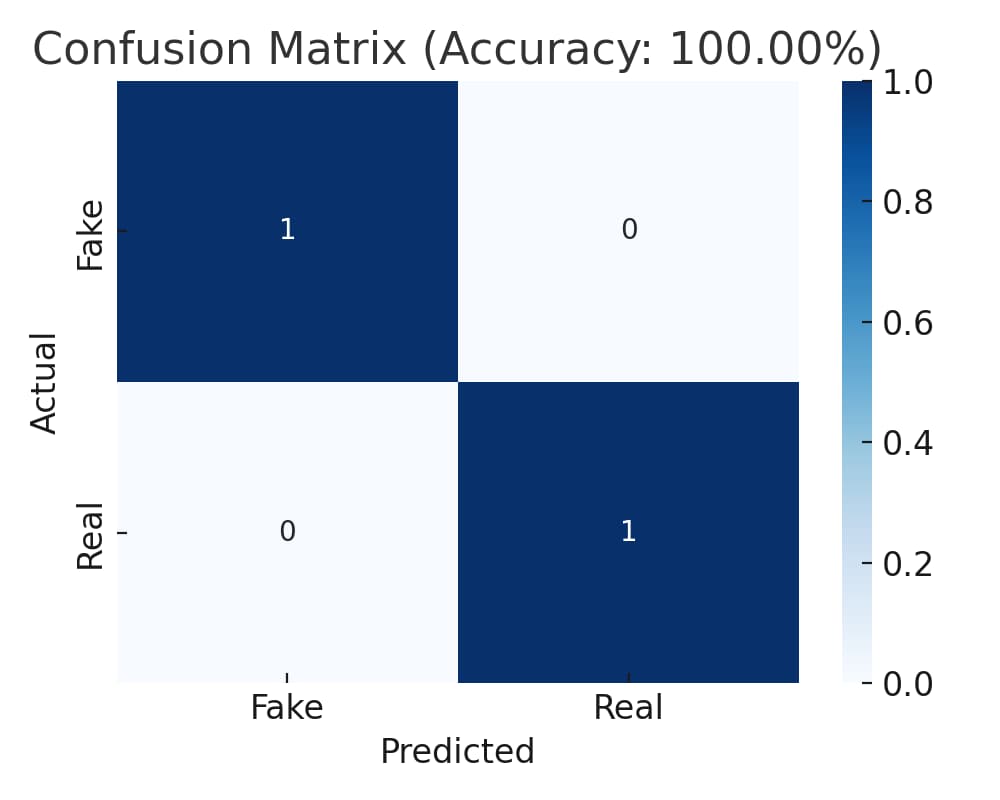 Confusion Matrix (Accuracy: 100.00%)
Actual
Fake
Real
1
0
0
1
Fake
Real
Predicted
1.0
0.8
0.6
0.4
0.2
0.0